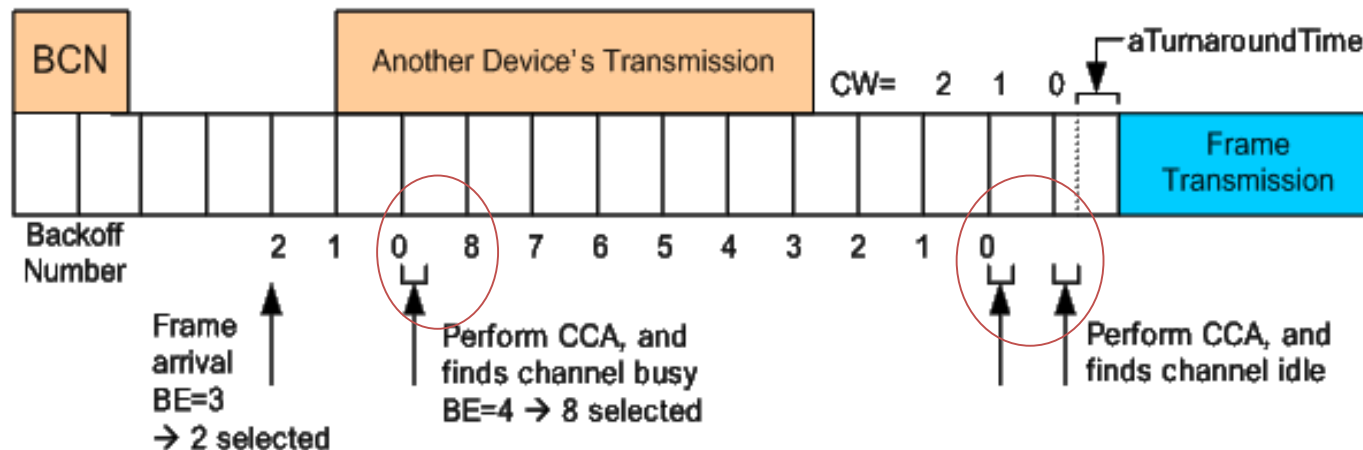 BCN
Another Device's Transmission
aTurnaroundTime
CW= 2 1 0
Frame
Transmission
Backoff
Number
2 1 0 8 7 6 5 4 3 2 1 0
Frame
arrival
BE=3
→ 2 selected
Perform CCA, and
finds channel busy
BE=4 → 8 selected
Perform CCA, and
finds channel idle